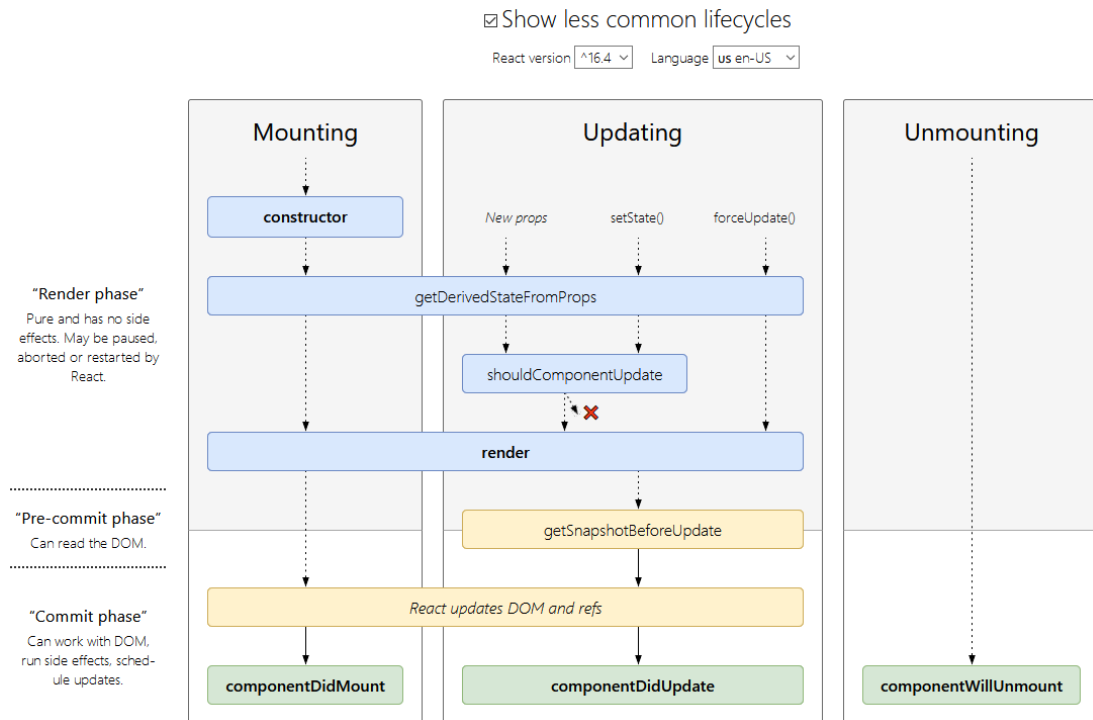 ☑ Show less common lifecycles
React version ^16.4 Language us en-US
Mounting
Updating
Unmounting
constructor
New props
setState()
forceUpdate()
"Render phase"
Pure and has no side
effects. May be paused,
aborted or restarted by
React.
getDerivedStateFromProps
shouldComponentUpdate
render
"Pre-commit phase"
Can read the DOM.
getSnapshotBeforeUpdate
"Commit phase"
Can work with DOM,
run side effects, sched-
ule updates.
React updates DOM and refs
componentDidMount
componentDidUpdate
componentWillUnmount